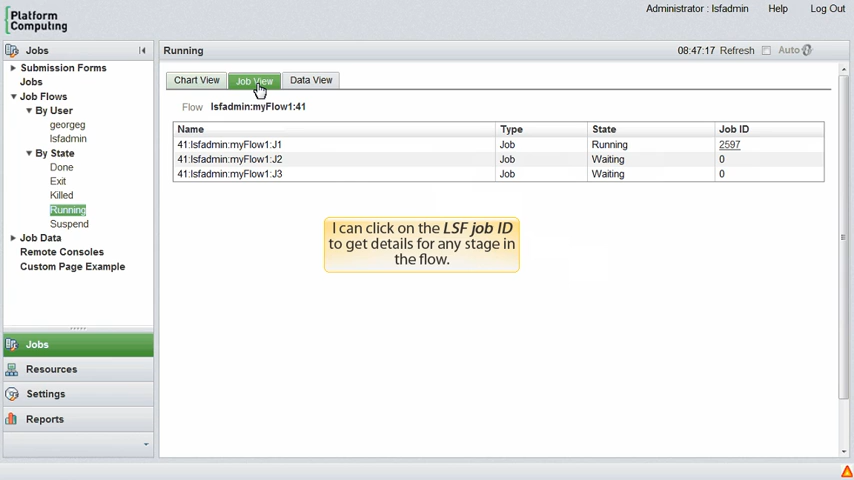 Platform
Computing
Administrator : lsfadmin Help Log Out
Jobs
Submission Forms
Jobs
Job Flows
By User
georgeg
lsfadmin
By State
Done
Exit
Killed
Running
Suspend
Job Data
Remote Consoles
Custom Page Example
Jobs
Resources
Settings
Reports
Running
08:47:17 Refresh Auto
Chart View Job View Data View
Flow lsfadmin:myFlow1:41
Name Type State Job ID
41:lsfadmin:myFlow1:J1 Job Running 2597
41:lsfadmin:myFlow1:J2 Job Waiting 0
41:lsfadmin:myFlow1:J3 Job Waiting 0
I can click on the LSF job ID
to get details for any stage in
the flow.